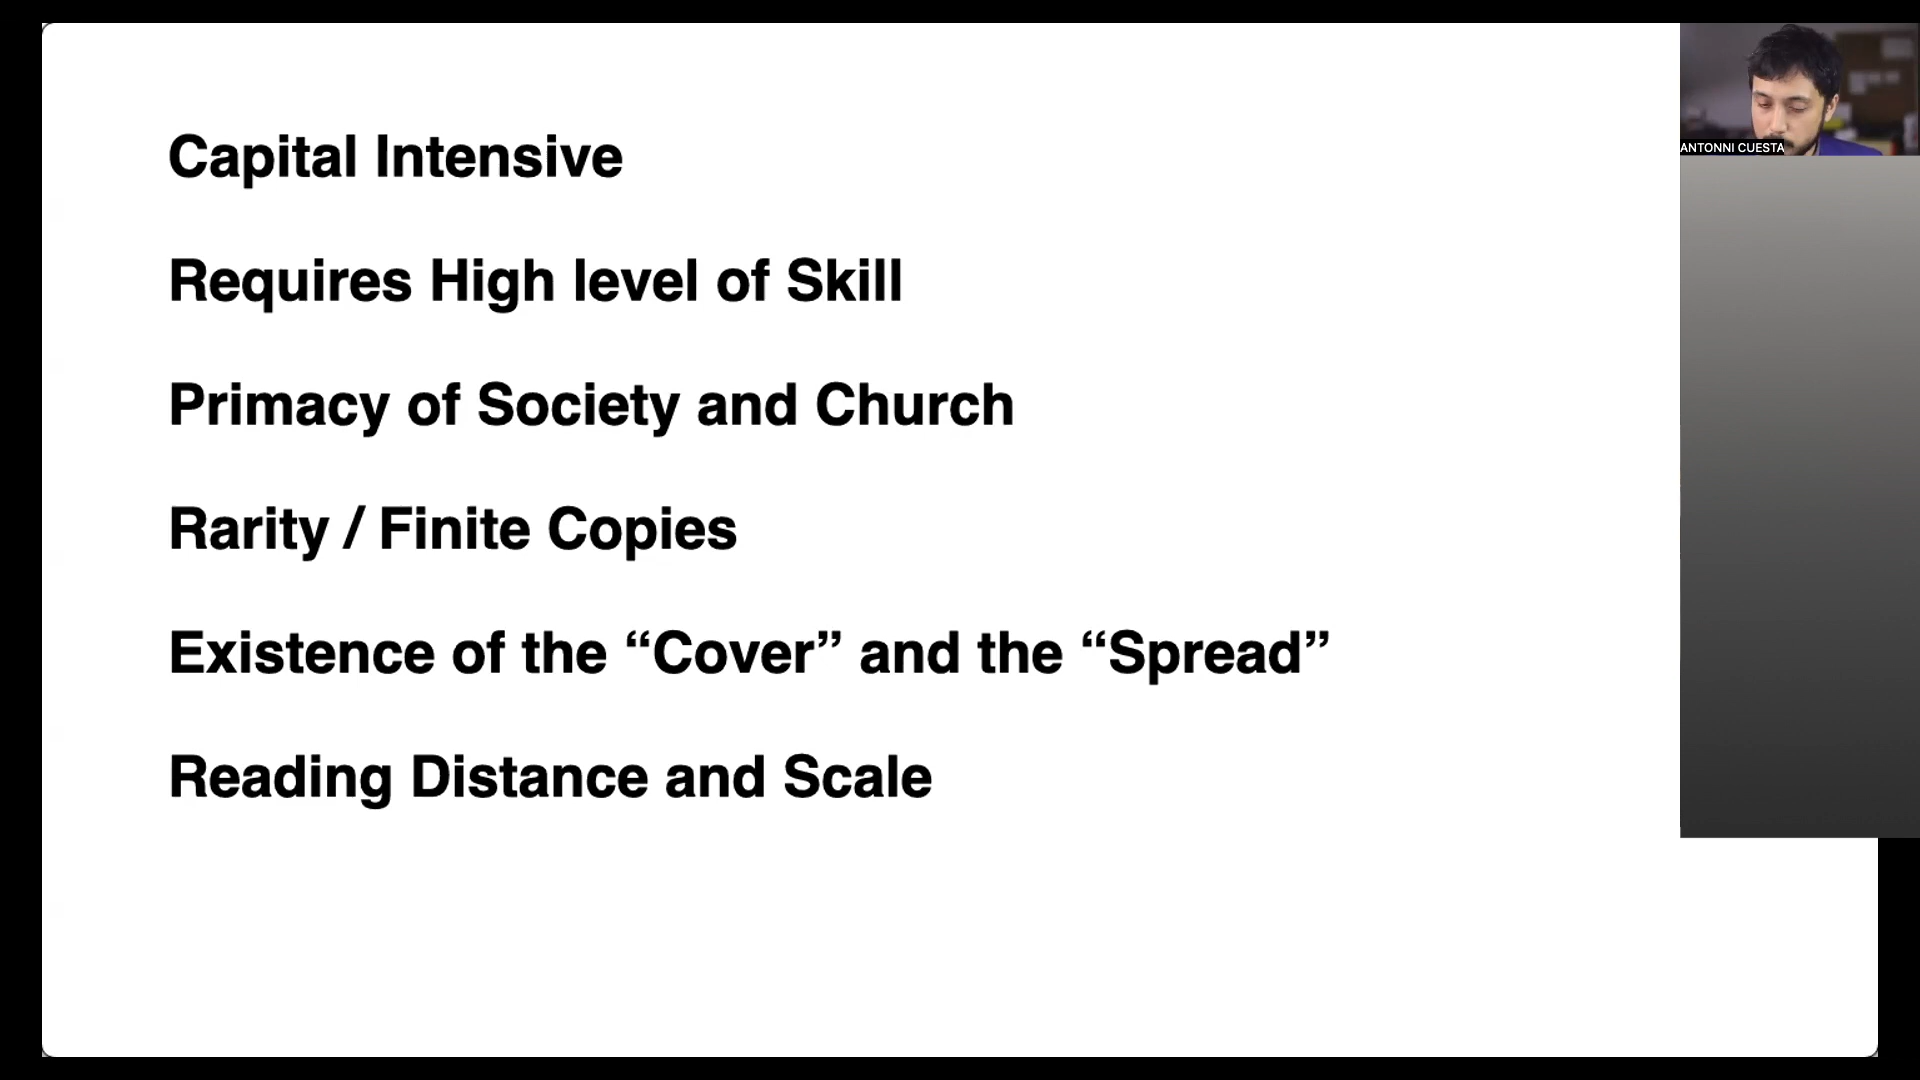 Capital Intensive
Requires High level of Skill
Primacy of Society and Church
Rarity / Finite Copies
Existence of the “Cover” and the “Spread”
Reading Distance and Scale
ANTONNI CUESTA